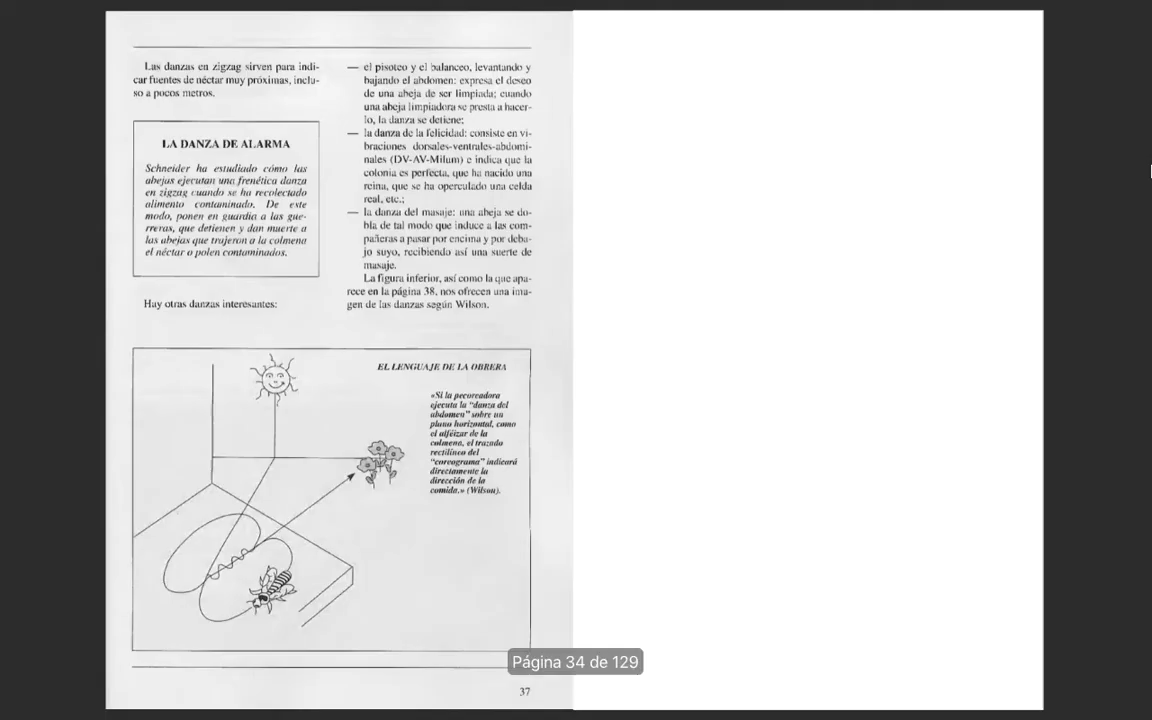 Las danzas en zigzag sirven para indi-
car fuentes de néctar muy próximas, inclu-
so a pocos metros.
LA DANZA DE ALARMA
Schneider ha estudiado cómo las
abejas ejecutan una frenética danza
en zigzag cuando se ha recolectado
alimento contaminado. De este
modo, ponen en guardia a las gue-
rreras, que detienen y dan muerte a
las abejas que trajeron a la colmena
el néctar o polen contaminados.
Hay otras danzas interesantes:
— el pisoteo y el balanceo, levantando y
bajando el abdomen: expresa el deseo
de una abeja de ser limpiada; cuando
una abeja limpiadora se presta a hacer-
lo, la danza se detiene;
— la danza de la felicidad: consiste en vi-
braciones dorsales-ventrales-abdomi-
nales (DV-AV-Milum) e indica que la
colonia es perfecta, que ha nacido una
reina, que se ha operculado una celda
real, etc.;
— la danza del masaje: una abeja se do-
bla de tal modo que induce a las com-
pañeras a pasar por encima y por deba-
jo suyo, recibiendo así una suerte de
masaje.
La figura inferior, así como la que apa-
rece en la página 38, nos ofrecen una ima-
gen de las danzas según Wilson.
EL LENGUAJE DE LA OBRERA
«Si la pecoreadora
ejecuta la "danza del
abdomen" sobre un
plano horizontal, como
el alféizar de la
colmena, el trazado
rectilíneo del
"coreograma" indicará
directamente la
dirección de la
comida.» (Wilson).
Página 34 de 129
37